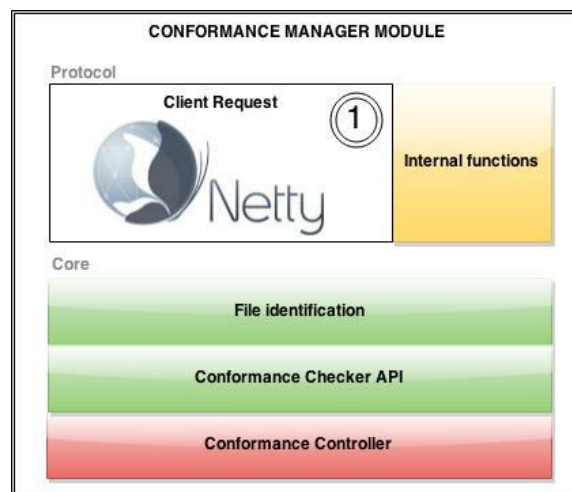 CONFORMANCE MANAGER MODULE
Protocol
Client Request
1
Netty
Internal functions
Core
File identification
Conformance Checker API
Conformance Controller